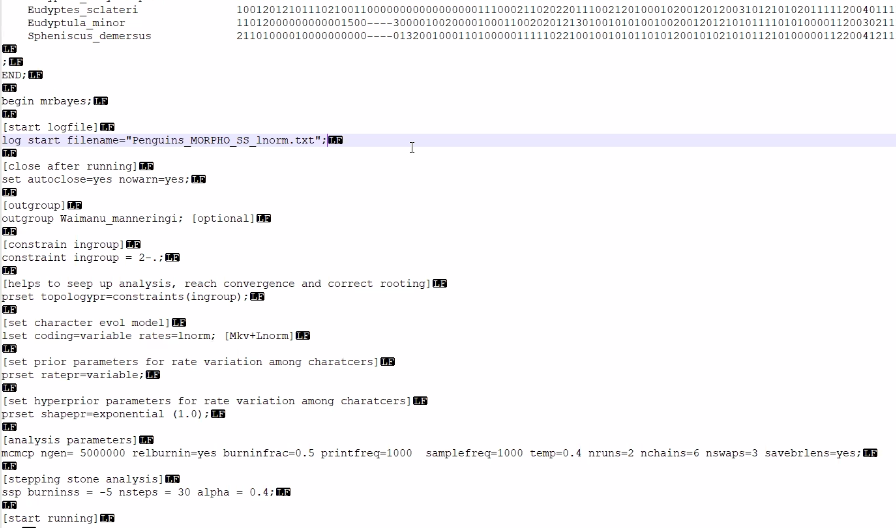 Eudyptes_sclateri 10012012101110210011000000000000000000011100021102022011100212010001020012012003101210102011111220040111
Eudyptula_minor 11012000000000001500----30000100200001000110020201213010010101001002001201210101111010100001120030211
Spheniscus_demersus 2110100001000000000----0132001001101000001111102210010010101101012001010210101121010000011220041211
LF
;LF
END;LF
LF
begin mrbayes;LF
LF
[start logfile]LF
log start filename="Penguins_MORPHO_SS_lnorm.txt";LF
LF
[close after running]LF
set autoclose=yes nowarn=yes;LF
LF
[outgroup]LF
outgroup Waimanu_manneringi; [optional]LF
LF
[constrain ingroup]LF
constraint ingroup = 2-.;LF
LF
[helps to seep up analysis, reach convergence and correct rooting]LF
prset topologypr=constraints(ingroup);LF
LF
[set character evol model]LF
lset coding=variable rates=lnorm; [Mkv+Lnorm]LF
LF
[set prior parameters for rate variation among charatcers]LF
prset ratepr=variable;LF
LF
[set hyperprior parameters for rate variation among charatcers]LF
prset shapepr=exponential (1.0);LF
LF
[analysis parameters]LF
mcmcp ngen= 5000000 relburnin=yes burninfrac=0.5 printfreq=1000  samplefreq=1000 temp=0.4 nruns=2 nchains=6 nswaps=3 savebrlens=yes;LF
LF
[stepping stone analysis]LF
ssp burninss = -5 nsteps = 30 alpha = 0.4;LF
LF
[start running]LF